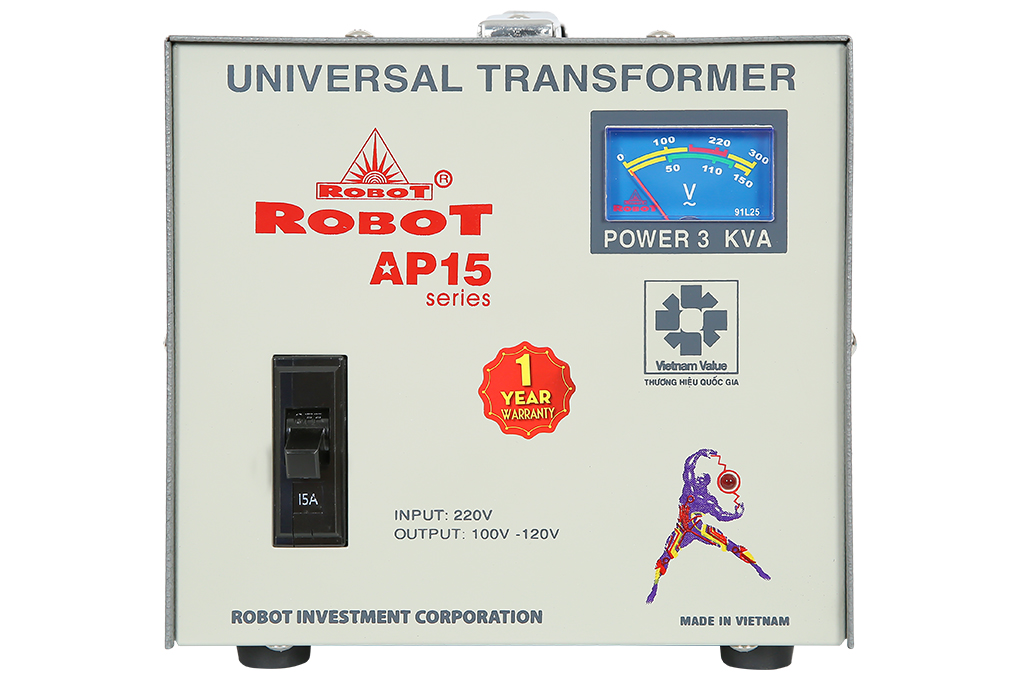 UNIVERSAL TRANSFORMER
ROBOT ®
ROBOT
AP15
series
0 100 220 300
50 110 150
V
~
ROBOT
91L25
POWER 3 KVA
Vietnam Value
THƯƠNG HIỆU QUỐC GIA
1
YEAR
WARRANTY
15A
INPUT: 220V
OUTPUT: 100V -120V
ROBOT INVESTMENT CORPORATION
MADE IN VIETNAM